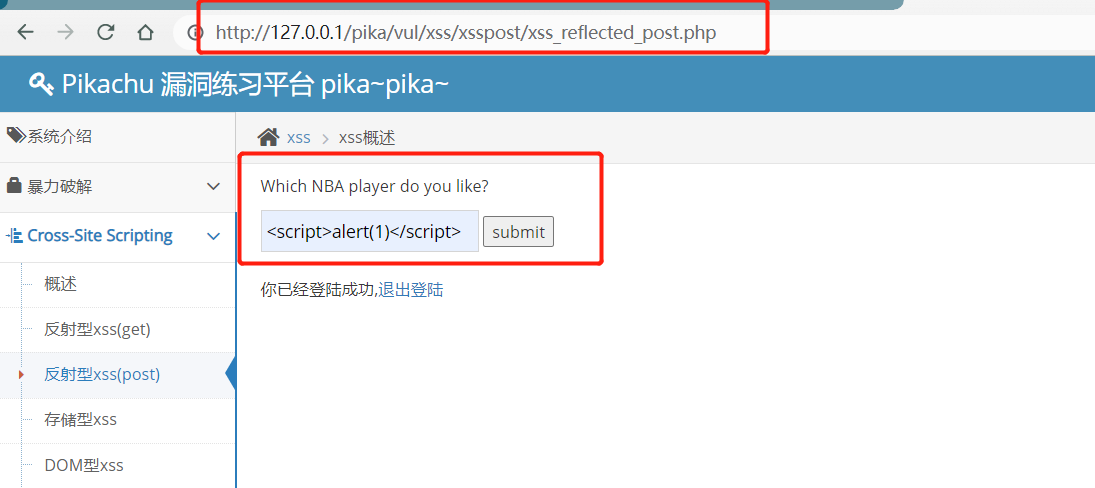 http://127.0.0.1/pika/vul/xss/xsspost/xss_reflected_post.php
Pikachu 漏洞练习平台 pika~pika~
系统介绍
xss > xss概述
暴力破解
Which NBA player do you like?
Cross-Site Scripting
<script>alert(1)</script> submit
概述
你已经登陆成功,退出登陆
反射型xss(get)
反射型xss(post)
存储型xss
DOM型xss